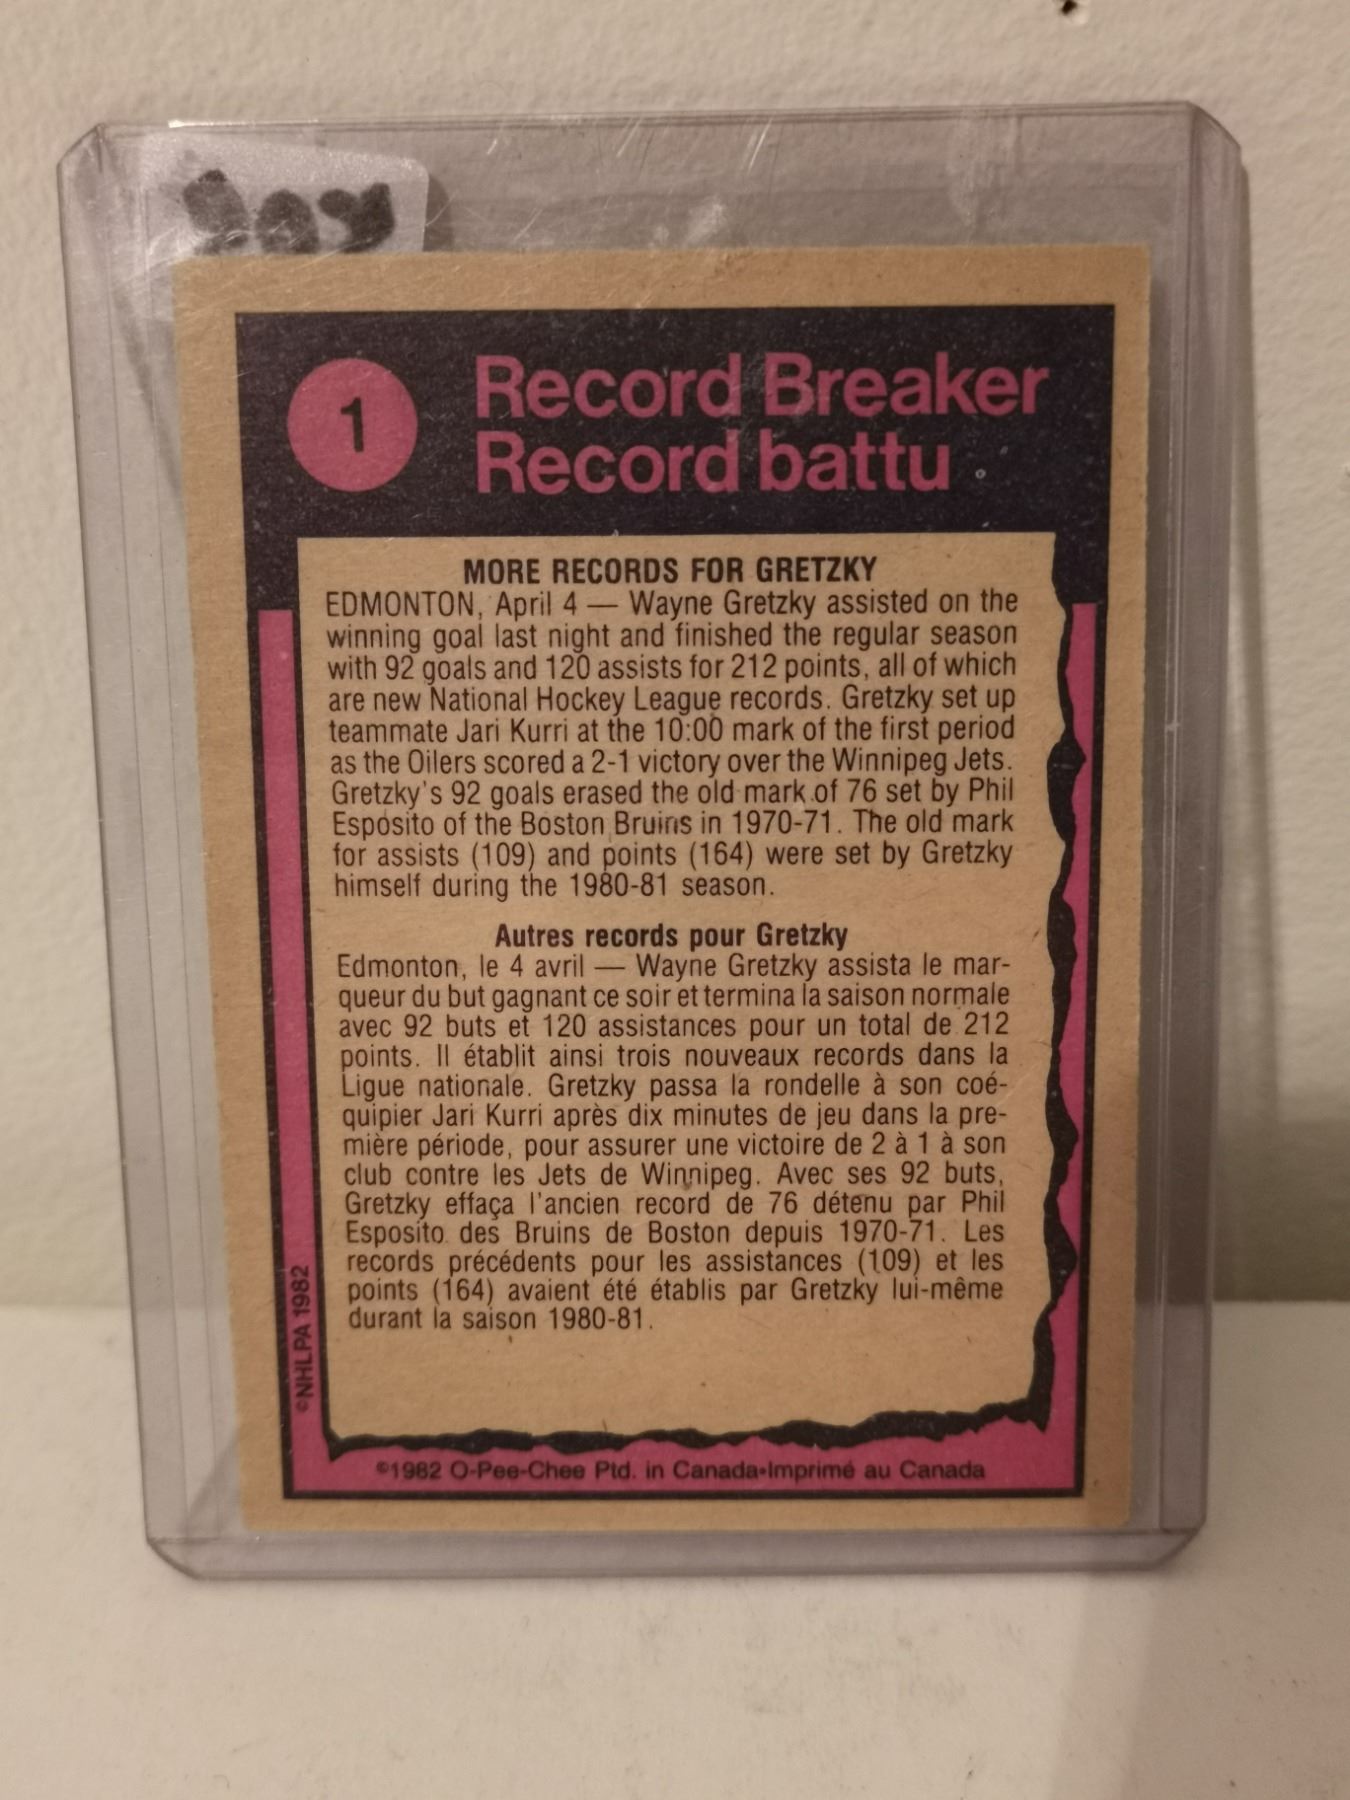 1
Record Breaker
Record battu
MORE RECORDS FOR GRETZKY
EDMONTON, April 4 — Wayne Gretzky assisted on the
winning goal last night and finished the regular season
with 92 goals and 120 assists for 212 points, all of which
are new National Hockey League records. Gretzky set up
teammate Jari Kurri at the 10:00 mark of the first period
as the Oilers scored a 2-1 victory over the Winnipeg Jets.
Gretzky's 92 goals erased the old mark of 76 set by Phil
Esposito of the Boston Bruins in 1970-71. The old mark
for assists (109) and points (164) were set by Gretzky
himself during the 1980-81 season.
Autres records pour Gretzky
Edmonton, le 4 avril — Wayne Gretzky assista le mar-
queur du but gagnant ce soir et termina la saison normale
avec 92 buts et 120 assistances pour un total de 212
points. Il établit ainsi trois nouveaux records dans la
Ligue nationale. Gretzky passa la rondelle à son coé-
quipier Jari Kurri après dix minutes de jeu dans la pre-
mière période, pour assurer une victoire de 2 à 1 à son
club contre les Jets de Winnipeg. Avec ses 92 buts,
Gretzky effaça l'ancien record de 76 détenu par Phil
Esposito des Bruins de Boston depuis 1970-71. Les
records précédents pour les assistances (109) et les
points (164) avaient été établis par Gretzky lui-même
durant la saison 1980-81.
©NHLPA 1982
©1982 O-Pee-Chee Ptd. in Canada•Imprimé au Canada